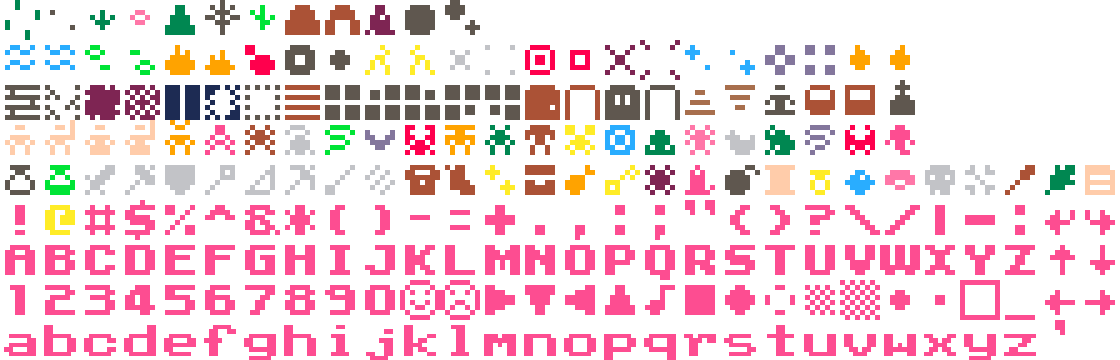 !@#$%^&*()-=+.,:;"()?\/|-:↲↳
ABCDEFGHIJKLMNOPQRSTUVWXYZ↑↓
1234567890←→
abcdefghijklmnopqrstuvwxyz'